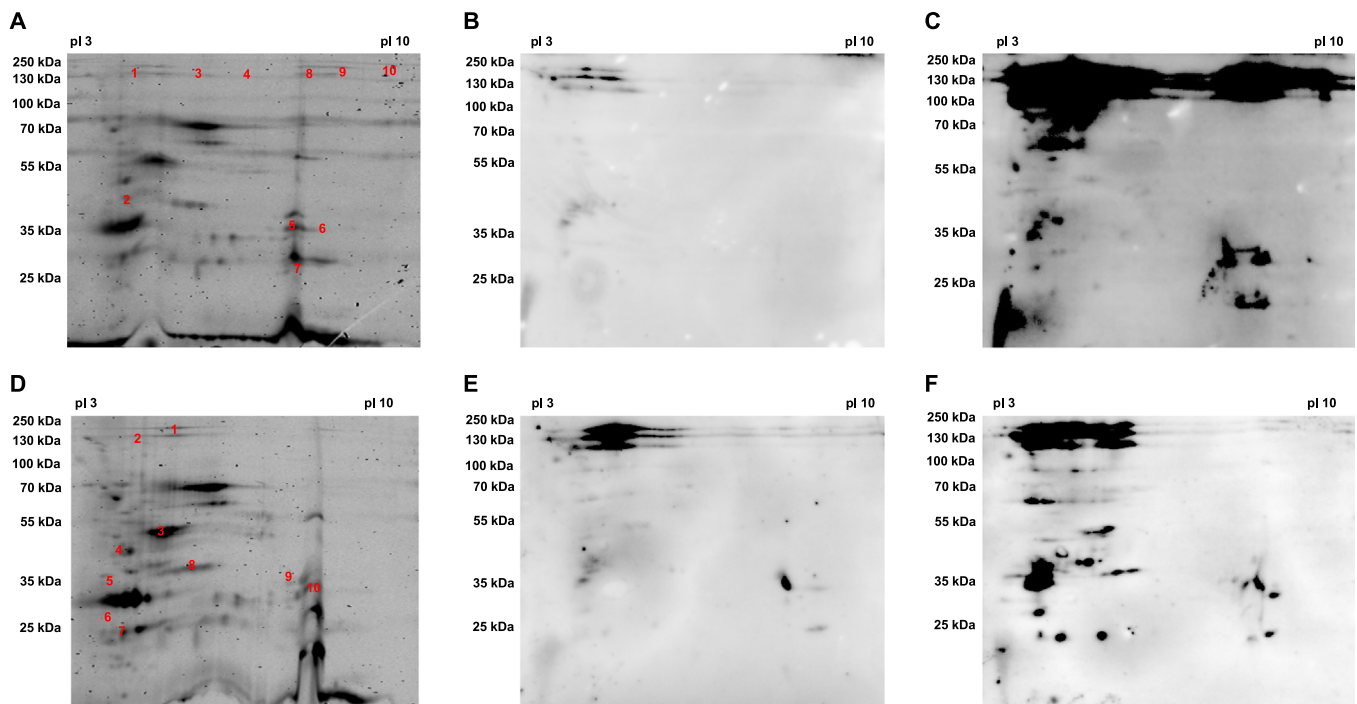 A
pI 3 pI 10
250 kDa
130 kDa
100 kDa
70 kDa
55 kDa
35 kDa
25 kDa
1 3 4 8 9 10
2
5 6
7
B
pI 3 pI 10
250 kDa
130 kDa
100 kDa
70 kDa
55 kDa
35 kDa
25 kDa
C
pI 3 pI 10
250 kDa
130 kDa
100 kDa
70 kDa
55 kDa
35 kDa
25 kDa
D
pI 3 pI 10
250 kDa
130 kDa
100 kDa
70 kDa
55 kDa
35 kDa
25 kDa
1
2
3
4
8
5 9
10
6
7
E
pI 3 pI 10
250 kDa
130 kDa
100 kDa
70 kDa
55 kDa
35 kDa
25 kDa
F
pI 3 pI 10
250 kDa
130 kDa
100 kDa
70 kDa
55 kDa
35 kDa
25 kDa